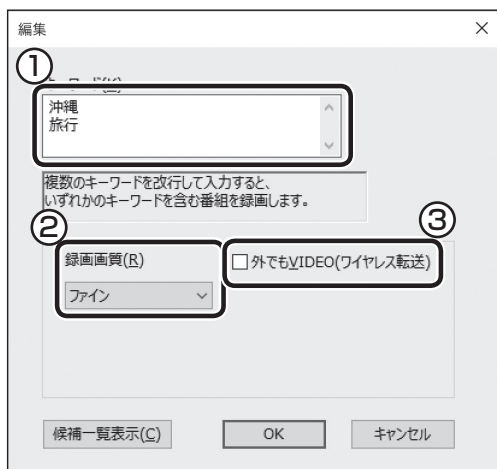 編集
①
沖縄
旅行
複数のキーワードを改行して入力すると、
いずれかのキーワードを含む番組を録画します。
②
③
録画画質(R)
外でもVIDEO(ワイヤレス転送)
ファイン
候補一覧表示(C)
OK
キャンセル